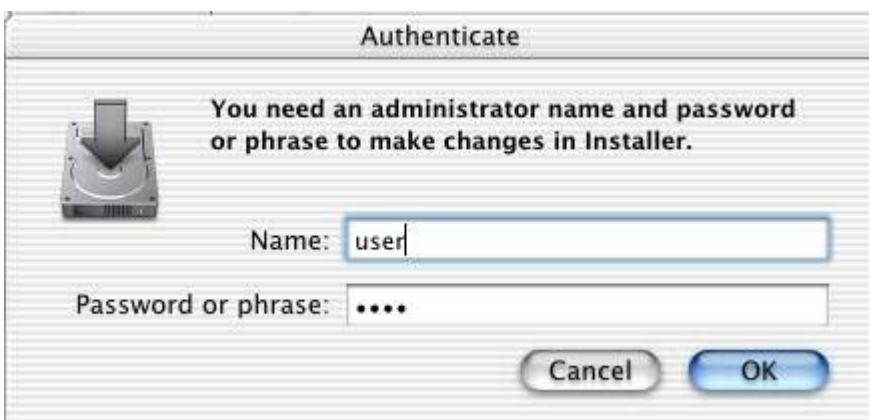 Authenticate
You need an administrator name and password
or phrase to make changes in Installer.
Name: user
Password or phrase: ••••
Cancel OK